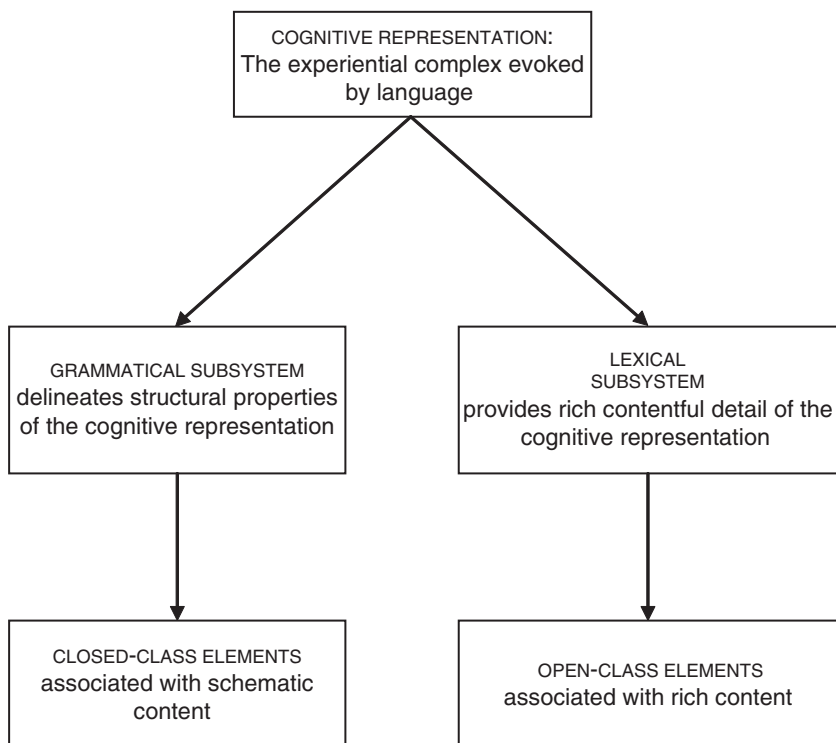 COGNITIVE REPRESENTATION:
The experiential complex evoked
by language
GRAMMATICAL SUBSYSTEM
delineates structural properties
of the cognitive representation
LEXICAL
SUBSYSTEM
provides rich contentful detail of the
cognitive representation
CLOSED-CLASS ELEMENTS
associated with schematic
content
OPEN-CLASS ELEMENTS
associated with rich content